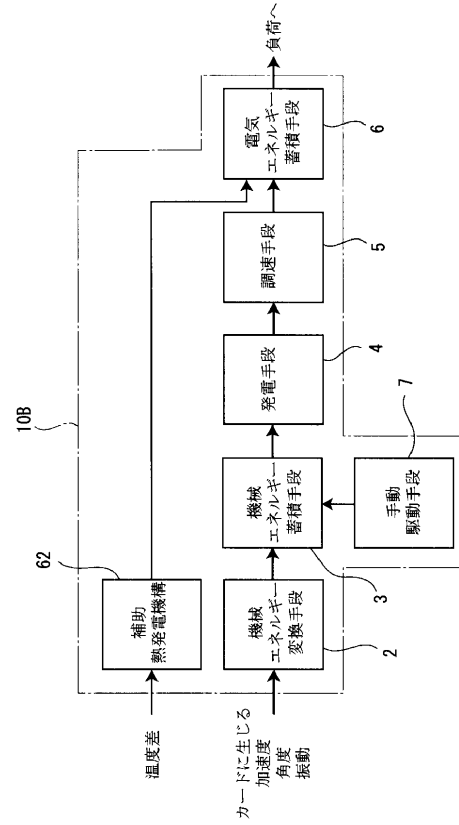 10B
62
温度差
補助
熱発電機構
カードに生じる
加速度
角度
振動
機械
エネルギー
変換手段
2
機械
エネルギー
蓄積手段
3
発電手段
4
調速手段
5
電気
エネルギー
蓄積手段
6
負荷へ
手動
駆動手段
7